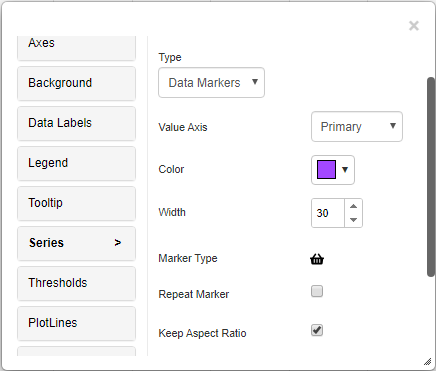 ×
Axes
Background
Data Labels
Legend
Tooltip
Series >
Thresholds
PlotLines
Type
Data Markers
Value Axis
Primary
Color
Width
30
Marker Type
Repeat Marker
Keep Aspect Ratio